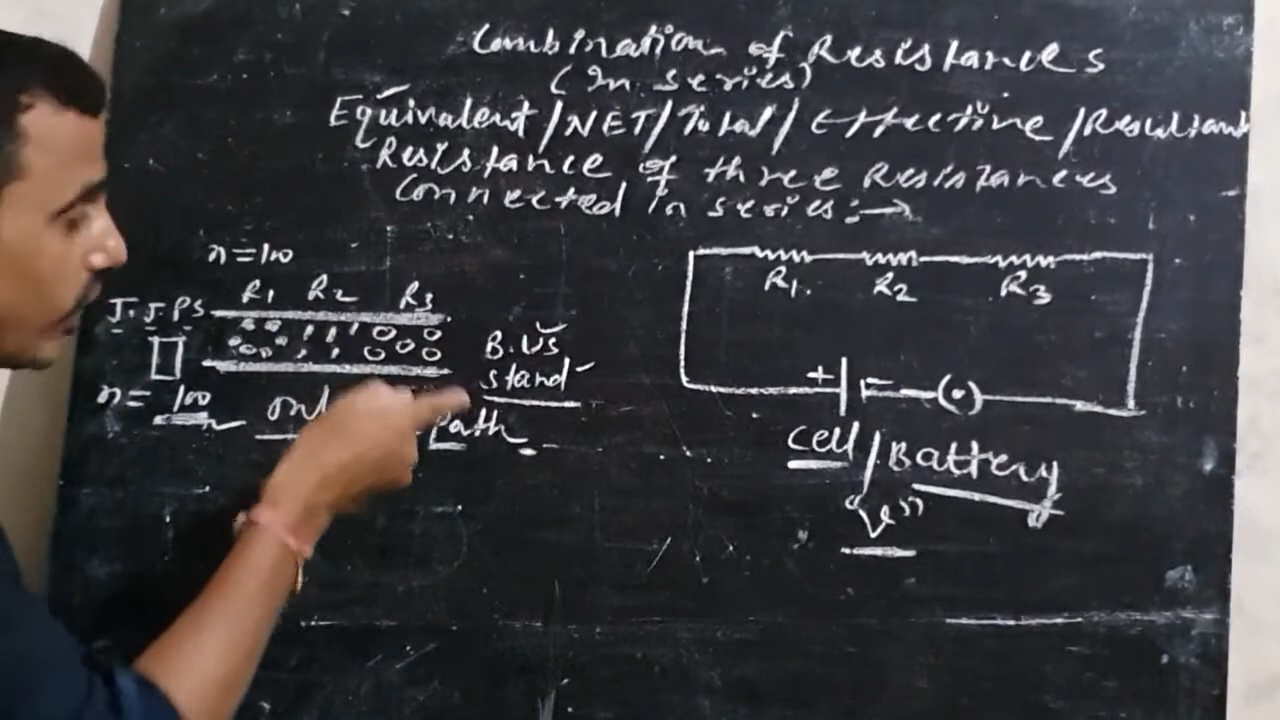 Combination of Resistances
(In series)
Equivalent/NET/Total/Effective/Resultant
Resistance of three Resistances
Connected in series:→
n=100
R1 R2 R3
J.J.PS
B.US
stand
n= 100
path
R1. R2 R3
+ -
(.)
Cell/Battery